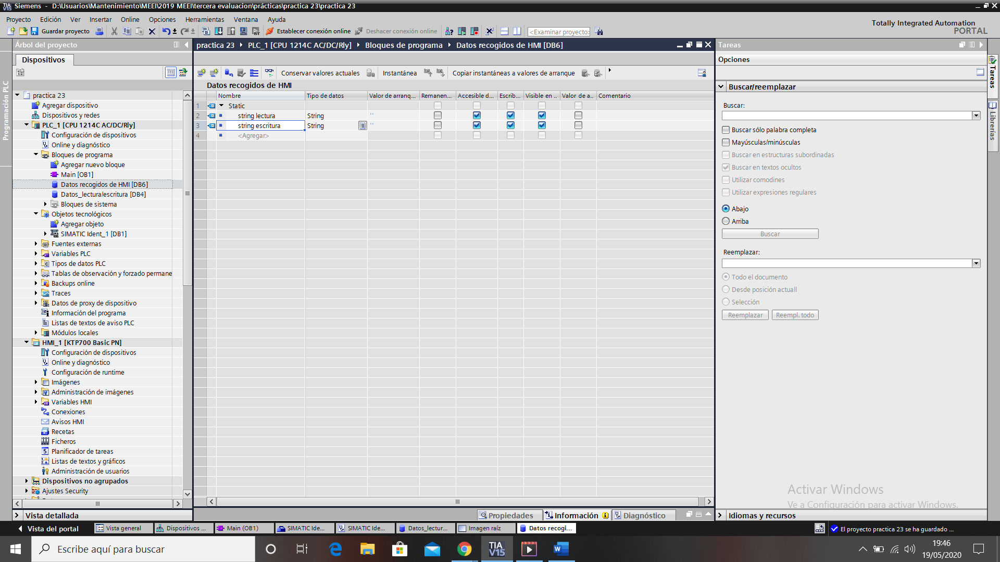 Siemens - D:\Usuarios\Mantenimiento\MEEI\2019 MEEI\tercera evaluacion\prácticas\practica 23\practica 23
Proyecto Edición Ver Insertar Online Opciones Herramientas Ventana Ayuda
Totally Integrated Automation
PORTAL
Guardar proyecto
Establecer conexión online
Deshacer conexión online
<Examinar proyecto>
Árbol del proyecto
Dispositivos
Programación PLC
practica 23
Agregar dispositivo
Dispositivos y redes
PLC_1 [CPU 1214C AC/DC/Rly]
Configuración de dispositivos
Online y diagnóstico
Bloques de programa
Agregar nuevo bloque
Main [OB1]
Datos recogidos de HMI [DB6]
Datos_lectura/escritura [DB4]
Bloques de sistema
Objetos tecnológicos
Agregar objeto
SIMATIC Ident_1 [DB1]
Fuentes externas
Variables PLC
Tipos de datos PLC
Tablas de observación y forzado permane
Backups online
Traces
Datos de proxy de dispositivo
Información del programa
Listas de textos de aviso PLC
Módulos locales
HMI_1 [KTP700 Basic PN]
Configuración de dispositivos
Online y diagnóstico
Configuración de runtime
Imágenes
Administración de imágenes
Variables HMI
Conexiones
Avisos HMI
Recetas
Ficheros
Planificador de tareas
Listas de textos y gráficos
Administración de usuarios
Dispositivos no agrupados
Ajustes Security
Vista detallada
practica 23 PLC_1 [CPU 1214C AC/DC/Rly] Bloques de programa Datos recogidos de HMI [DB6]
Conservar valores actuales Instantánea Copiar instantáneas a valores de arranque
Datos recogidos de HMI
Nombre Tipo de datos Valor de arranq... Remanen... Accesible d... Escrib... Visible en .. Valor de a.. Comentario
1 Static
2 string lectura String ''
3 string escritura String ''
4 <Agregar>
Propiedades Información Diagnóstico
Tareas
Opciones
Buscar/reemplazar
Buscar:
Buscar sólo palabra completa
Mayúsculas/minúsculas
Buscar en estructuras subordinadas
Buscar en textos ocultos
Utilizar comodines
Utilizar expresiones regulares
Abajo
Arriba
Buscar
Reemplazar:
Todo el documento
Desde posición actuall
Selección
Reemplazar Reempl. todo
Activar Windows
Ve a Configuración para activar Windows.
Idiomas y recursos
Tareas
Librerías
Vista del portal Vista general Dispositivos ... Main (OB1) SIMATIC Ide... SIMATIC Ide... Datos_lectur... Imagen raíz Datos recogi... El proyecto practica 23 se ha guardado ...
Escribe aquí para buscar
TIA V15
19:46
19/05/2020